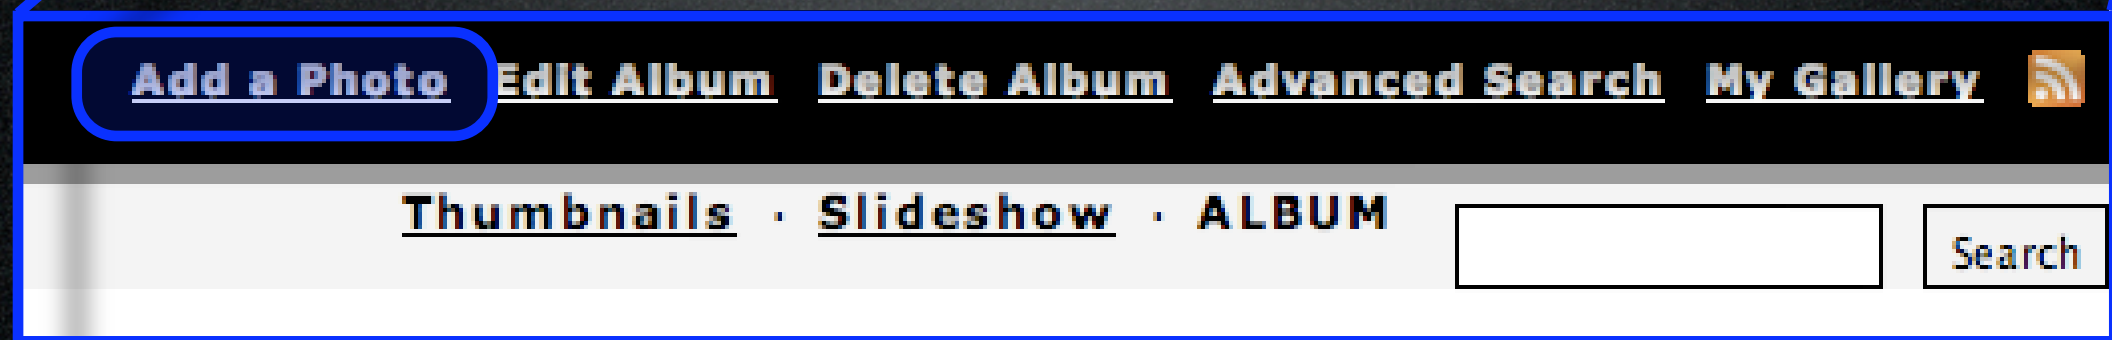 Add a Photo Edit Album Delete Album Advanced Search My Gallery
Thumbnails · Slideshow · ALBUM Search